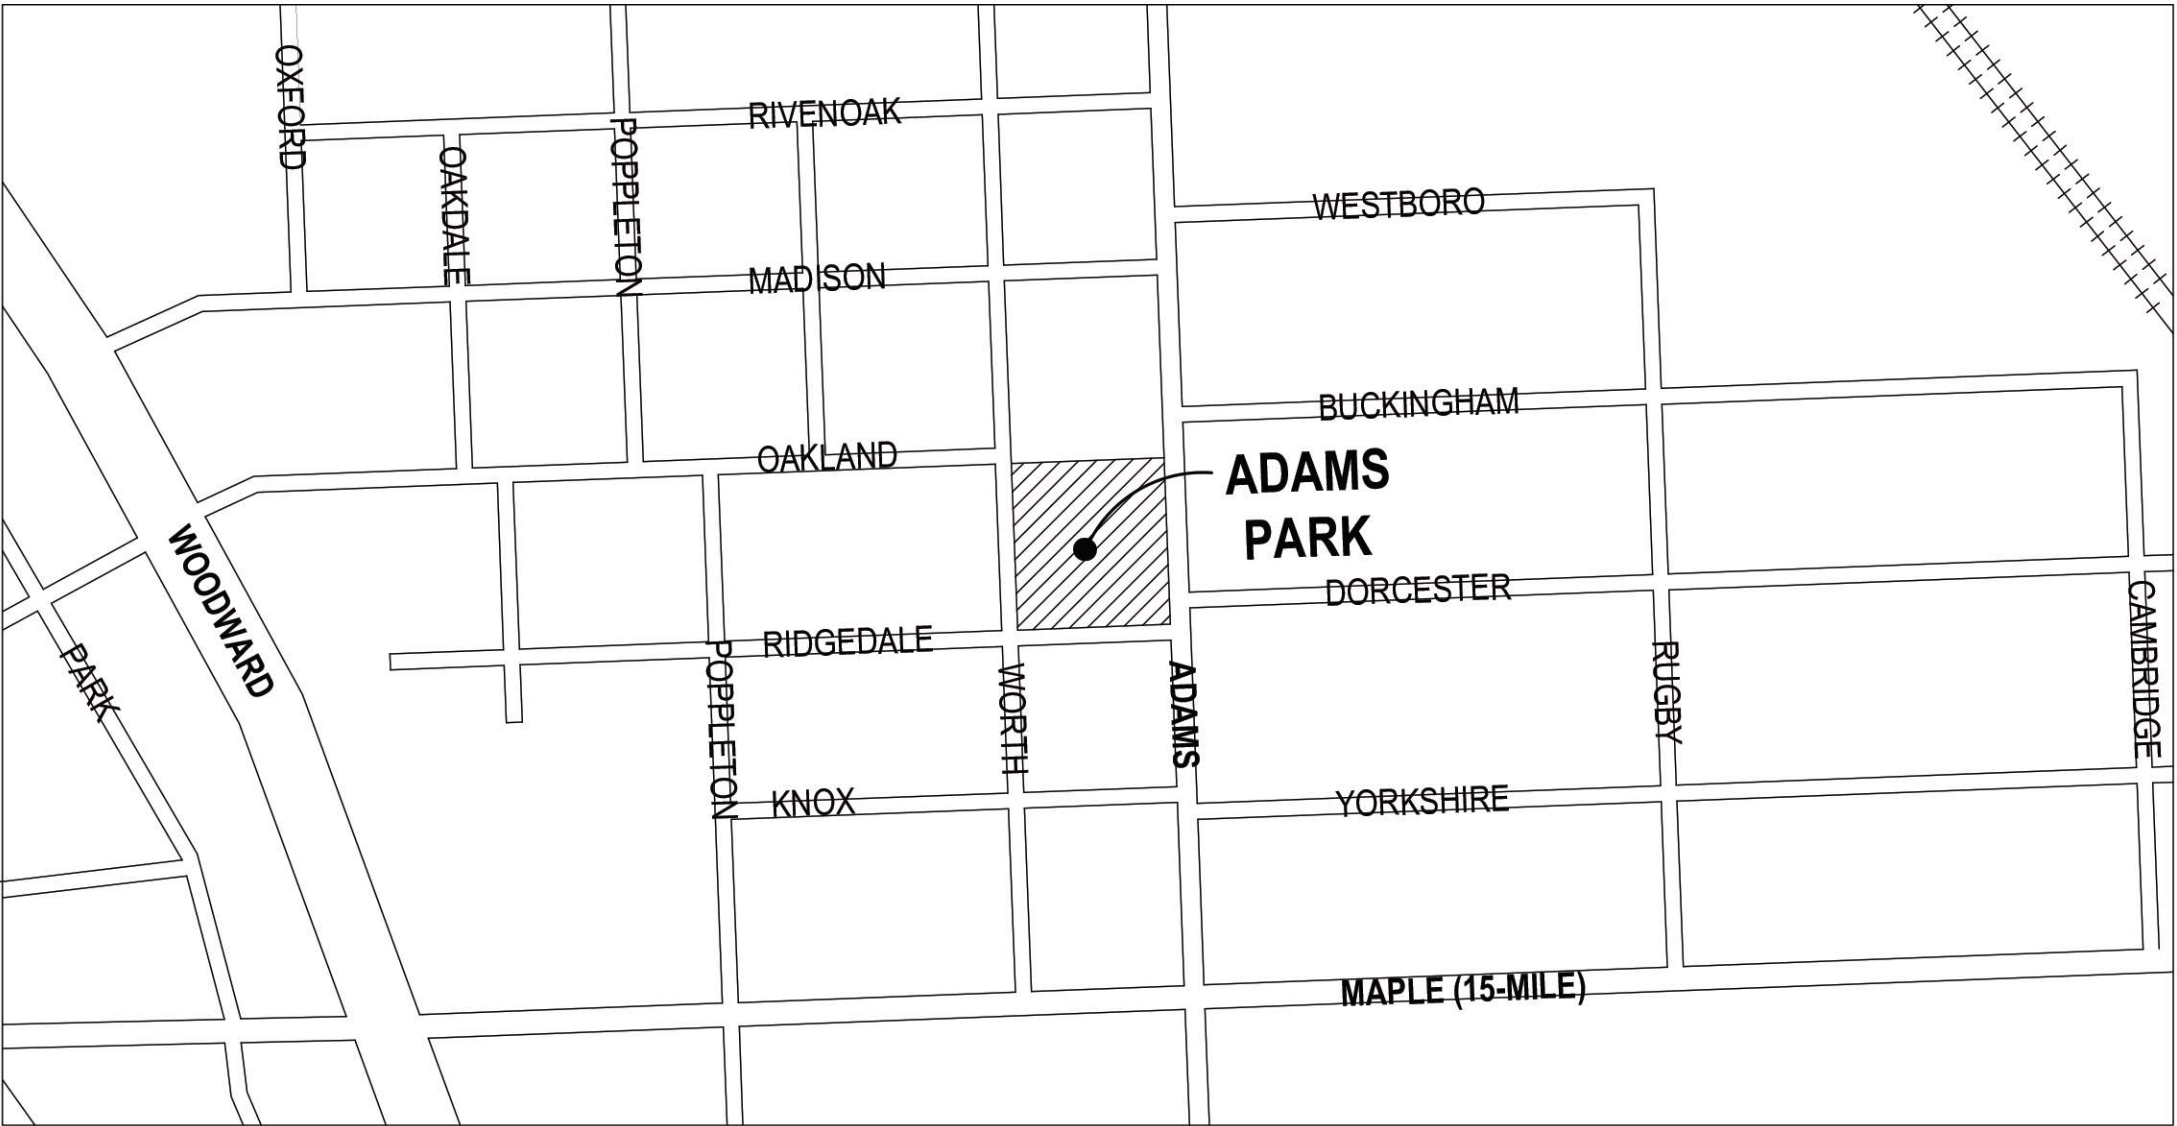 OXFORD
RIVENOAK
OAKDALE
POPPLETON
WESTBORO
MADISON
BUCKINGHAM
OAKLAND
ADAMS
PARK
WOODWARD
DORCESTER
CAMBRIDGE
RIDGEDALE
PARK
POPPLETON
WORTH
ADAMS
RUGBY
KNOX
YORKSHIRE
MAPLE (15-MILE)